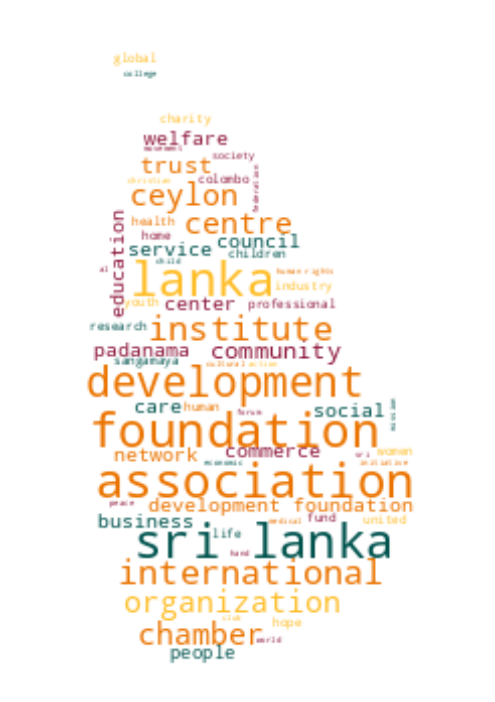 global
college
charity
welfare
movement
society
trust
colombo
christian
federation
ceylon
education
health
centre
home
council
service
children
child
al
human rights
lanka
industry
youth
center
professional
research
institute
padanama
community
sangamaya
cultural
action
development
care
human
forum
social
mission
foundation
commerce
sri
women
network
economic
initiative
association
peace
development foundation
business
medical
fund
united
life
sri lanka
hand
international
organization
club
hope
chamber
world
people